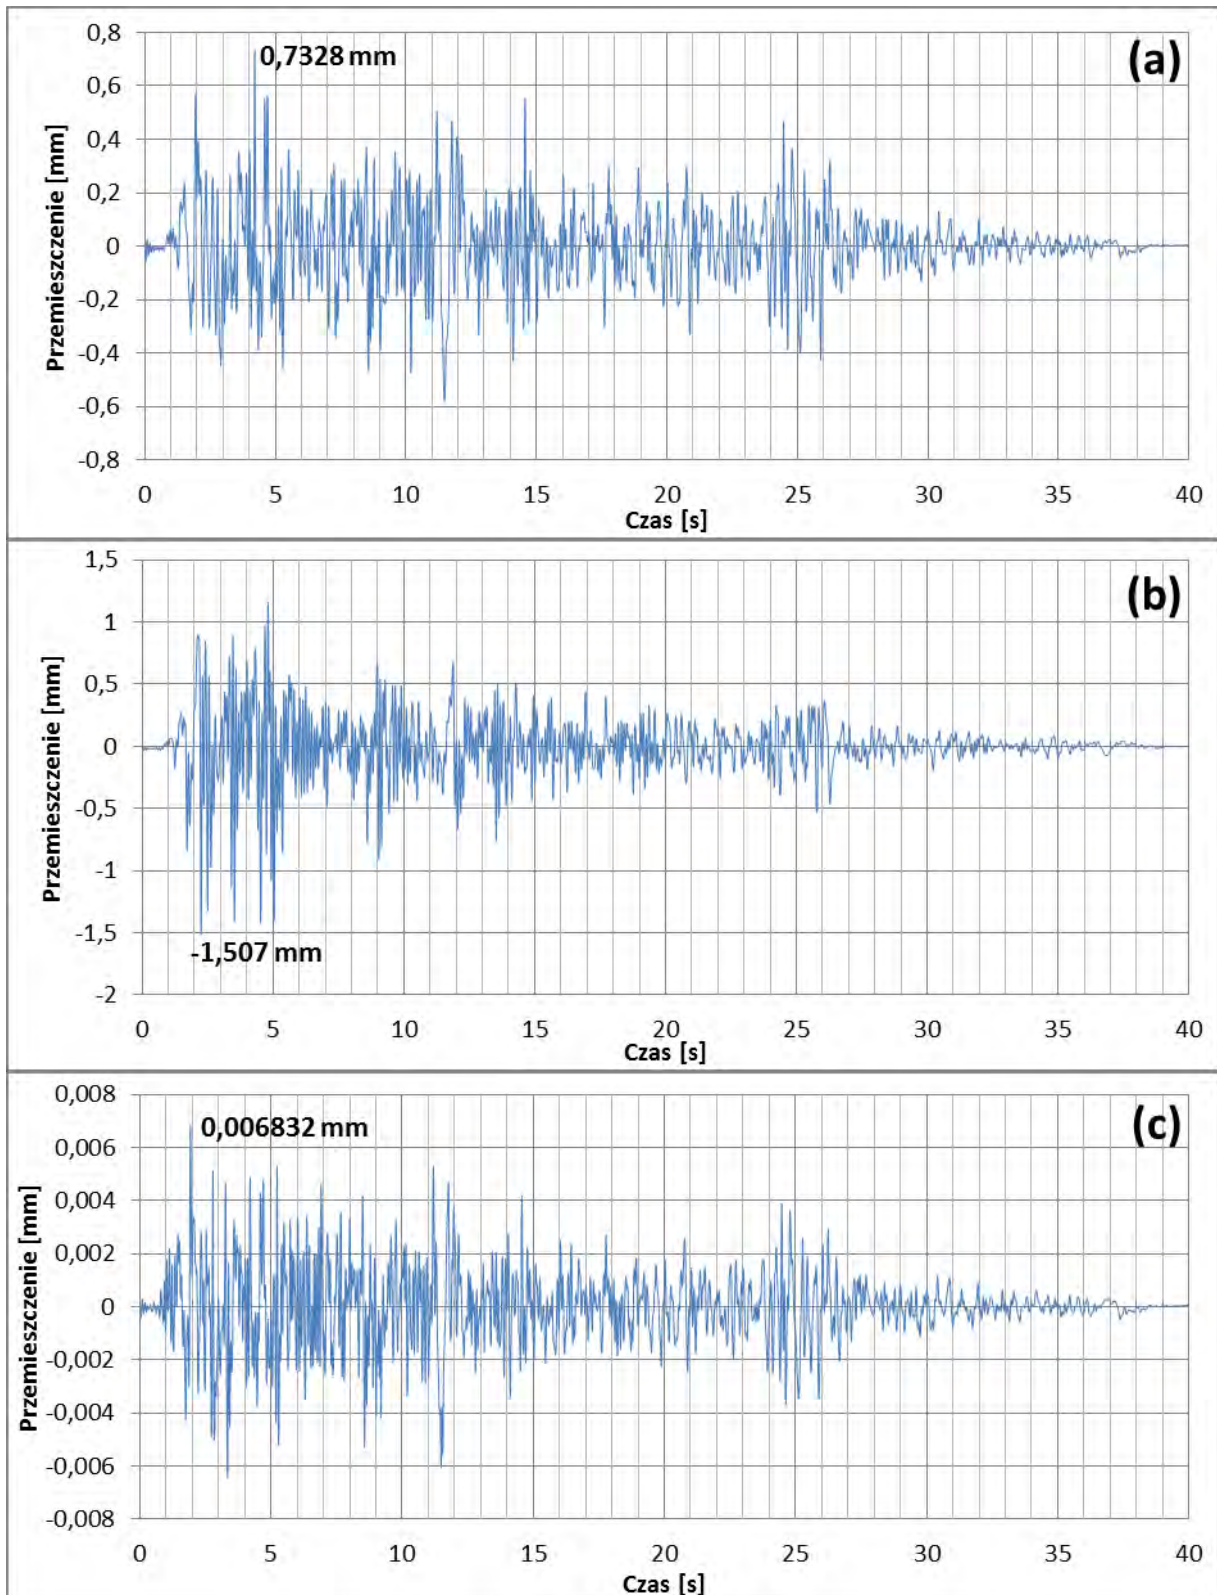 (a)
0,7328 mm
Przemieszczenie [mm]
0,8
0,6
0,4
0,2
0
-0,2
-0,4
-0,6
-0,8
0 5 10 15 20 25 30 35 40
Czas [s]
(b)
-1,507 mm
Przemieszczenie [mm]
1,5
1
0,5
0
-0,5
-1
-1,5
-2
0 5 10 15 20 25 30 35 40
Czas [s]
(c)
0,006832 mm
Przemieszczenie [mm]
0,008
0,006
0,004
0,002
0
-0,002
-0,004
-0,006
-0,008
0 5 10 15 20 25 30 35 40
Czas [s]